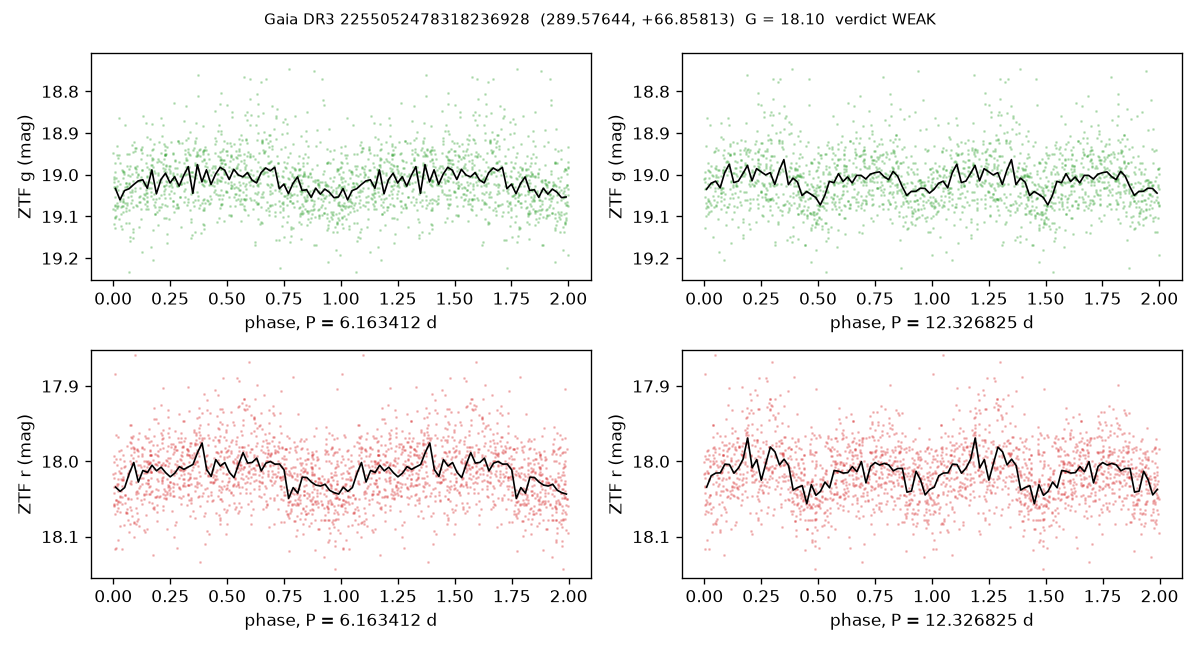 Gaia DR3 2255052478318236928  (289.57644, +66.85813)  G = 18.10  verdict WEAK
ZTF g (mag)
18.8
18.9
19.0
19.1
19.2
0.00 0.25 0.50 0.75 1.00 1.25 1.50 1.75 2.00
phase, P = 6.163412 d
ZTF g (mag)
18.8
18.9
19.0
19.1
19.2
0.00 0.25 0.50 0.75 1.00 1.25 1.50 1.75 2.00
phase, P = 12.326825 d
ZTF r (mag)
17.9
18.0
18.1
0.00 0.25 0.50 0.75 1.00 1.25 1.50 1.75 2.00
phase, P = 6.163412 d
ZTF r (mag)
17.9
18.0
18.1
0.00 0.25 0.50 0.75 1.00 1.25 1.50 1.75 2.00
phase, P = 12.326825 d